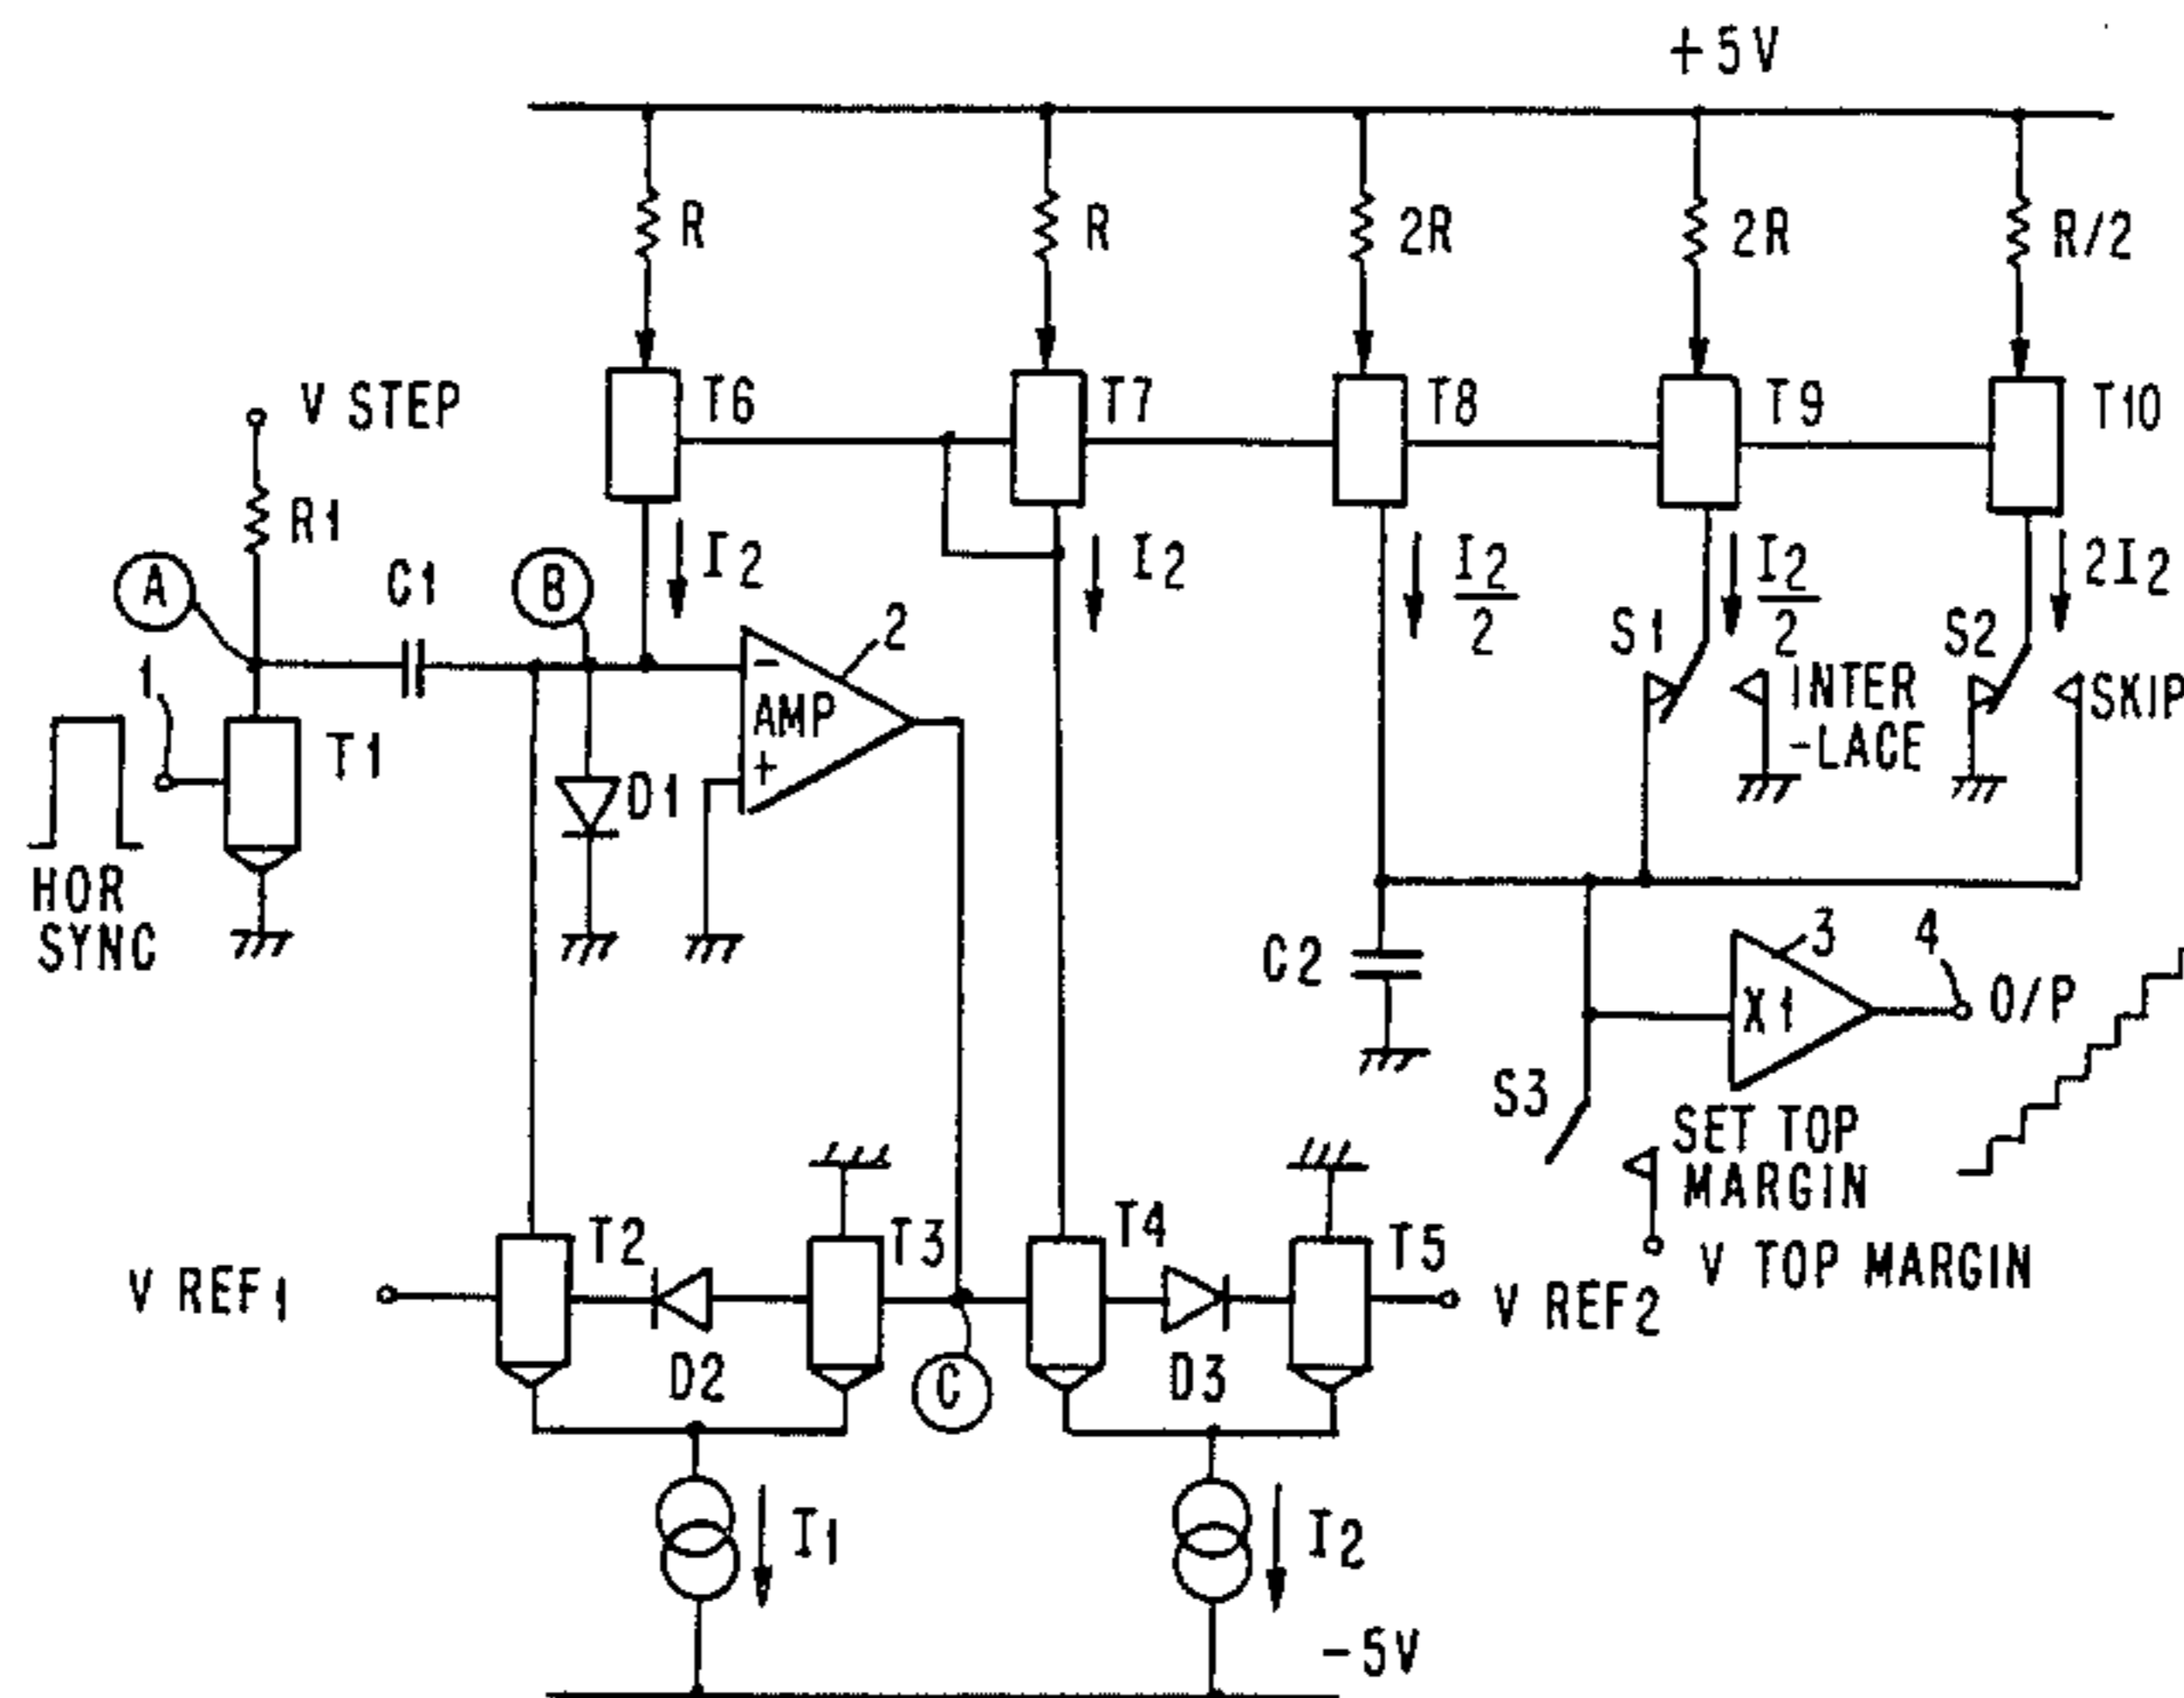 +5V
R
R
2R
2R
R/2
V STEP
T6
T7
T8
T9
T10
R1
A
C1
B
I2
I2
I2/2
I2/2
2I2
2
S1
S2
1
AMP
-
+
INTER
-LACE
SKIP
T1
D1
HOR
SYNC
C2
3
4
X1
O/P
S3
SET TOP
MARGIN
V TOP MARGIN
T2
T3
T4
T5
V REF1
V REF2
D2
C
D3
I1
I2
-5V